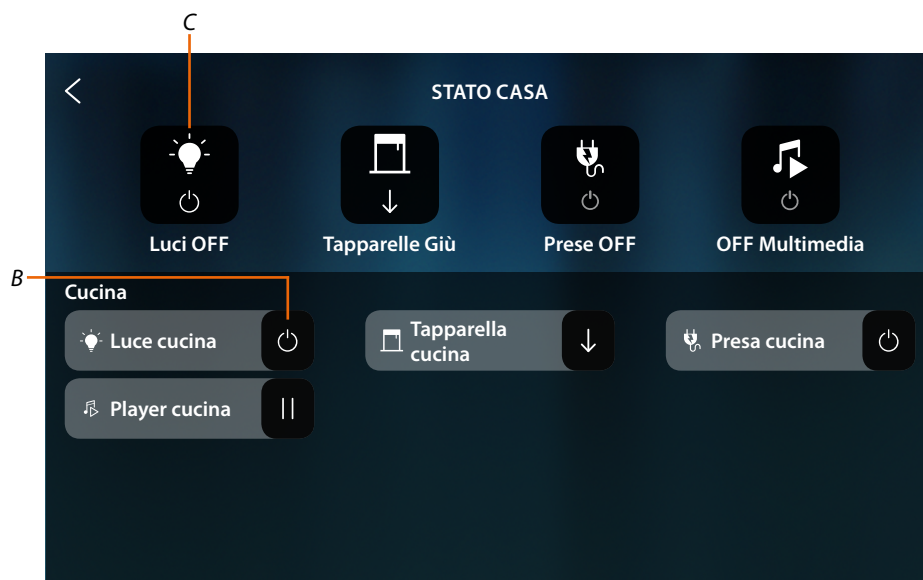 C
STATO CASA
Luci OFF
Tapparelle Giù
Prese OFF
OFF Multimedia
B
Cucina
Luce cucina
Tapparella
cucina
Presa cucina
Player cucina